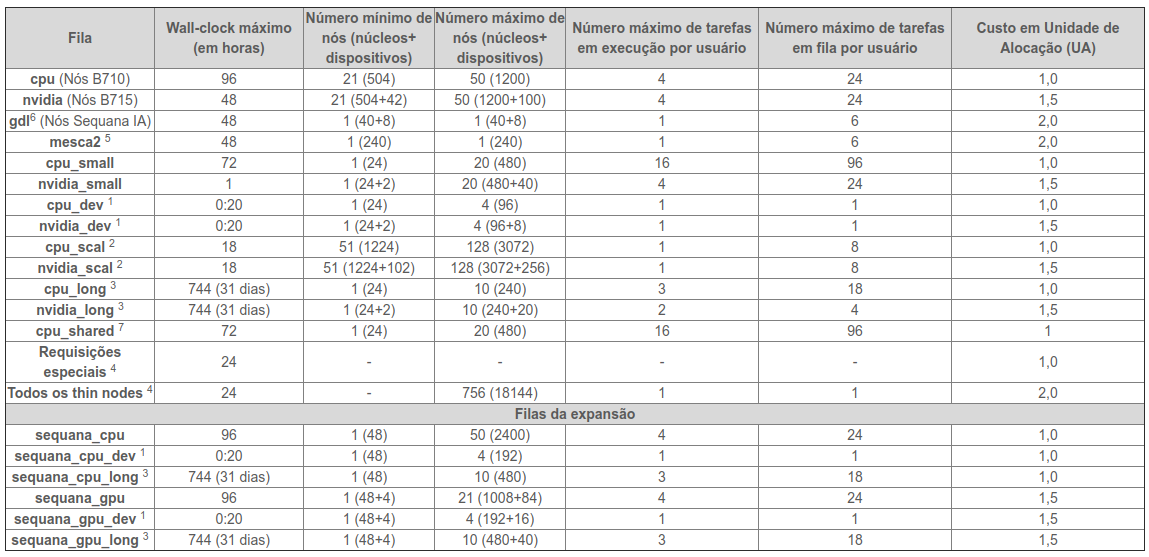 Fila | Wall-clock máximo (em horas) | Número mínimo de nós (núcleos+ dispositivos) | Número máximo de nós (núcleos+ dispositivos) | Número máximo de tarefas em execução por usuário | Número máximo de tarefas em fila por usuário | Custo em Unidade de Alocação (UA)
cpu (Nós B710) | 96 | 21 (504) | 50 (1200) | 4 | 24 | 1,0
nvidia (Nós B715) | 48 | 21 (504+42) | 50 (1200+100) | 4 | 24 | 1,5
gdl⁶ (Nós Sequana IA) | 48 | 1 (40+8) | 1 (40+8) | 1 | 6 | 2,0
mesca2 ⁵ | 48 | 1 (240) | 1 (240) | 1 | 6 | 2,0
cpu_small | 72 | 1 (24) | 20 (480) | 16 | 96 | 1,0
nvidia_small | 1 | 1 (24+2) | 20 (480+40) | 4 | 24 | 1,5
cpu_dev ¹ | 0:20 | 1 (24) | 4 (96) | 1 | 1 | 1,0
nvidia_dev ¹ | 0:20 | 1 (24+2) | 4 (96+8) | 1 | 1 | 1,5
cpu_scal ² | 18 | 51 (1224) | 128 (3072) | 1 | 8 | 1,0
nvidia_scal ² | 18 | 51 (1224+102) | 128 (3072+256) | 1 | 8 | 1,5
cpu_long ³ | 744 (31 dias) | 1 (24) | 10 (240) | 3 | 18 | 1,0
nvidia_long ³ | 744 (31 dias) | 1 (24+2) | 10 (240+20) | 2 | 4 | 1,5
cpu_shared ⁷ | 72 | 1 (24) | 20 (480) | 16 | 96 | 1
Requisições especiais ⁴ | 24 | - | - | - | - | 1,0
Todos os thin nodes ⁴ | 24 | - | 756 (18144) | 1 | 1 | 2,0
Filas da expansão
sequana_cpu | 96 | 1 (48) | 50 (2400) | 4 | 24 | 1,0
sequana_cpu_dev ¹ | 0:20 | 1 (48) | 4 (192) | 1 | 1 | 1,0
sequana_cpu_long ³ | 744 (31 dias) | 1 (48) | 10 (480) | 3 | 18 | 1,0
sequana_gpu | 96 | 1 (48+4) | 21 (1008+84) | 4 | 24 | 1,5
sequana_gpu_dev ¹ | 0:20 | 1 (48+4) | 4 (192+16) | 1 | 1 | 1,5
sequana_gpu_long ³ | 744 (31 dias) | 1 (48+4) | 10 (480+40) | 3 | 18 | 1,5